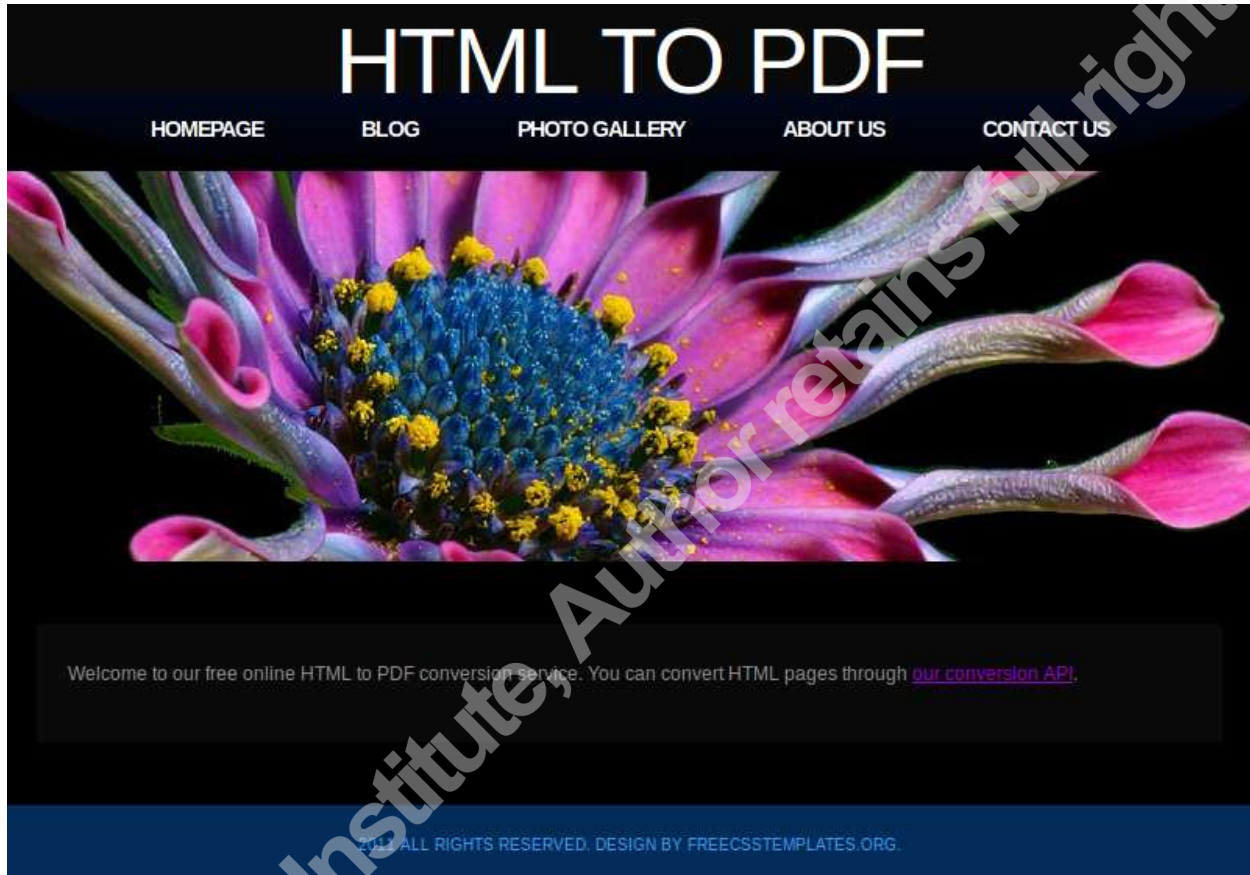 HTML TO PDF
HOMEPAGE BLOG PHOTO GALLERY ABOUT US CONTACT US
Welcome to our free online HTML to PDF conversion service. You can convert HTML pages through our conversion API.
2011 ALL RIGHTS RESERVED. DESIGN BY FREECSSTEMPLATES.ORG.
Institute, Author retains full right